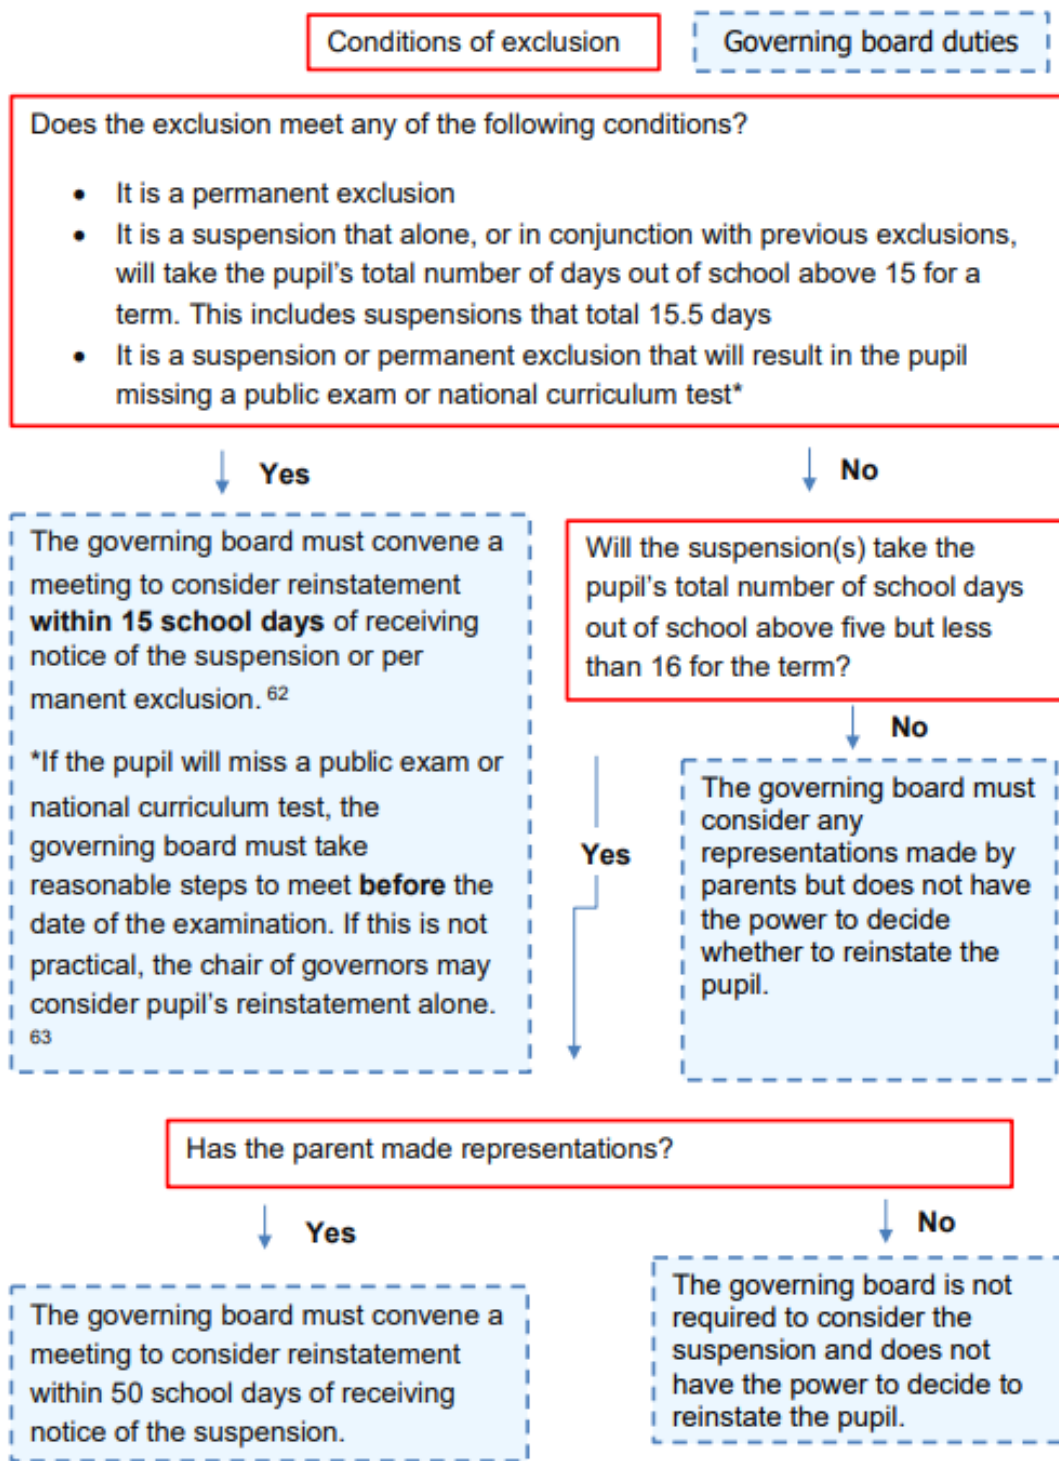 Conditions of exclusion
Governing board duties
Does the exclusion meet any of the following conditions?
• It is a permanent exclusion
• It is a suspension that alone, or in conjunction with previous exclusions,
will take the pupil's total number of days out of school above 15 for a
term. This includes suspensions that total 15.5 days
• It is a suspension or permanent exclusion that will result in the pupil
missing a public exam or national curriculum test*
Yes
No
The governing board must convene a
meeting to consider reinstatement
within 15 school days of receiving
notice of the suspension or per
manent exclusion. 62
*If the pupil will miss a public exam or
national curriculum test, the
governing board must take
reasonable steps to meet before the
date of the examination. If this is not
practical, the chair of governors may
consider pupil's reinstatement alone.
63
Will the suspension(s) take the
pupil's total number of school days
out of school above five but less
than 16 for the term?
No
Yes
The governing board must
consider any
representations made by
parents but does not have
the power to decide
whether to reinstate the
pupil.
Has the parent made representations?
Yes
No
The governing board must convene a
meeting to consider reinstatement
within 50 school days of receiving
notice of the suspension.
The governing board is not
required to consider the
suspension and does not
have the power to decide to
reinstate the pupil.